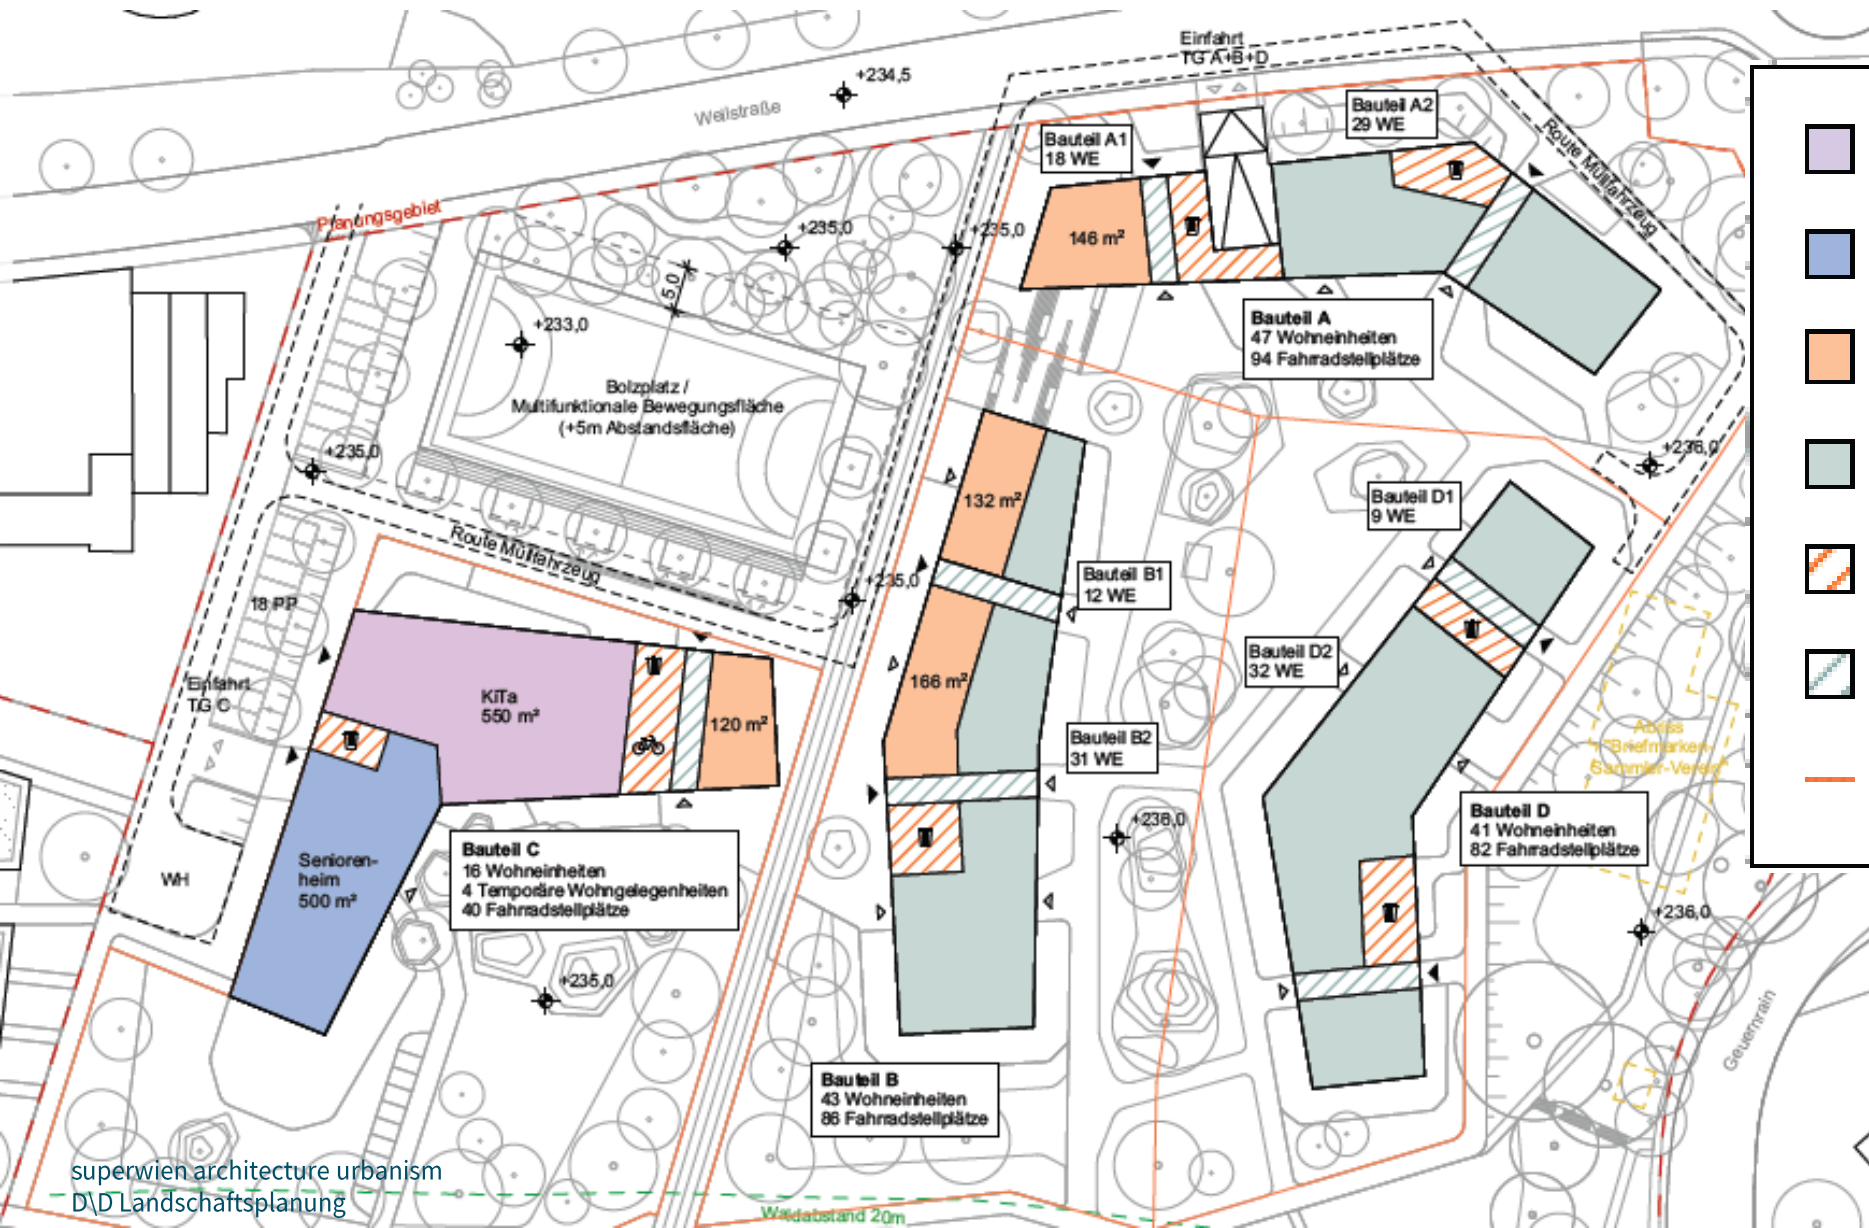 Einfahrt
TG A+B+D
+234,5
Weilstraße
Bauteil A2
29 WE
Bauteil A1
18 WE
Route Müllfahrzeug
Planungsgebiet
+235,0
+235,0
146 m²
5,0
+233,0
Bauteil A
47 Wohneinheiten
94 Fahrradstellplätze
Bolzplatz /
Multifunktionale Bewegungsfläche
(+5m Abstandsfläche)
+235,0
+236,0
132 m²
Bauteil D1
9 WE
Route Müllfahrzeug
+235,0
Bauteil B1
12 WE
18 PP
Bauteil D2
32 WE
Einfahrt
TG C
KiTa
550 m²
166 m²
120 m²
Bauteil B2
31 WE
Abriss
"Briefmarken-
Sammler-Verein"
Bauteil D
41 Wohneinheiten
82 Fahrradstellplätze
+236,0
Bauteil C
16 Wohneinheiten
4 Temporäre Wohngelegenheiten
40 Fahrradstellplätze
Senioren-
heim
500 m²
WH
+236,0
+235,0
Geuernrain
Bauteil B
43 Wohneinheiten
86 Fahrradstellplätze
superwien architecture urbanism
D\D Landschaftsplanung
Waldabstand 20m